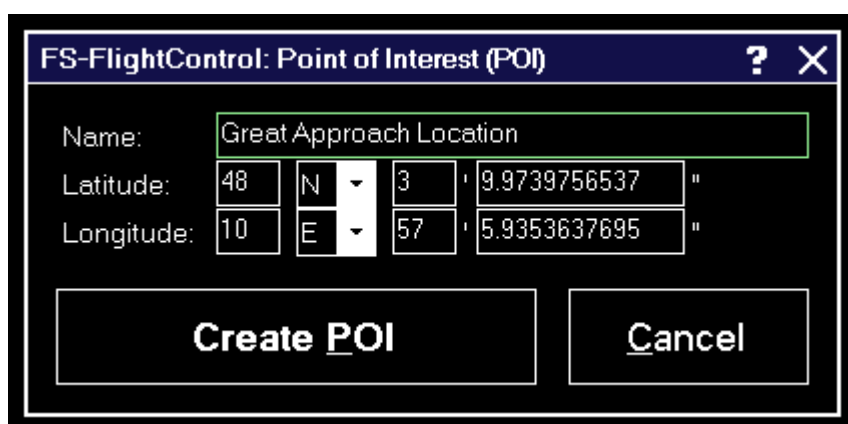 FS-FlightControl: Point of Interest (POI) ? X
Name: Great Approach Location
Latitude: 48 N 3 ' 9.9739756537 "
Longitude: 10 E 57 ' 5.9353637695 "
Create POI Cancel